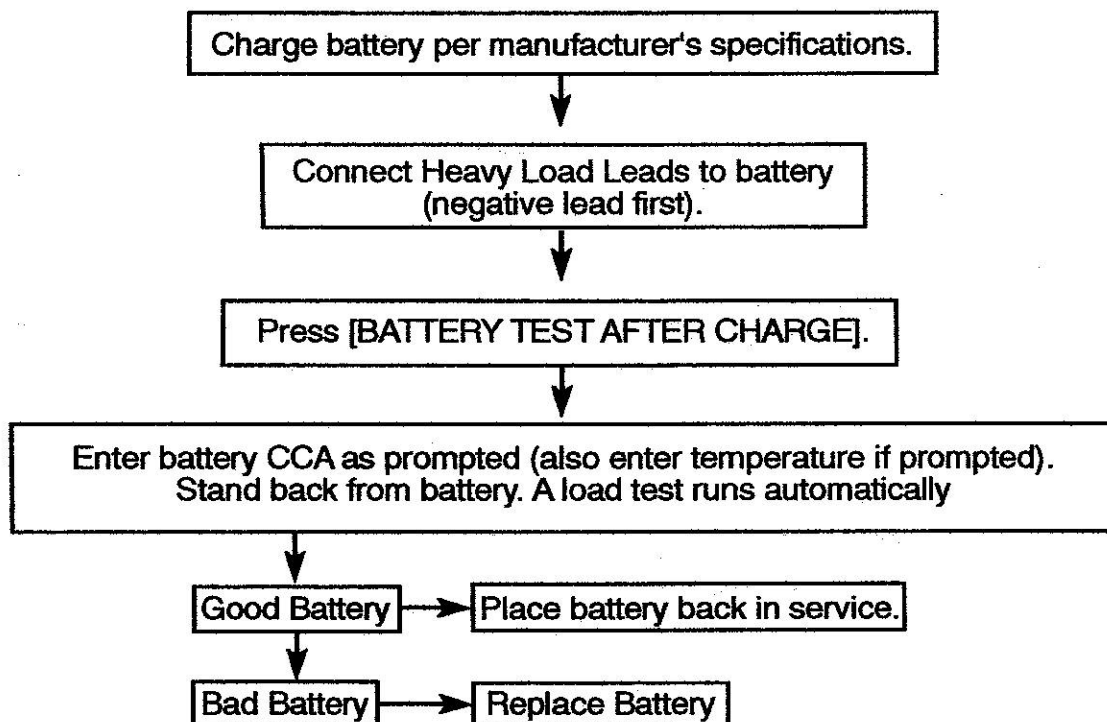 Charge battery per manufacturer's specifications.
Connect Heavy Load Leads to battery
(negative lead first).
Press [BATTERY TEST AFTER CHARGE].
Enter battery CCA as prompted (also enter temperature if prompted).
Stand back from battery. A load test runs automatically
Good Battery
Place battery back in service.
Bad Battery
Replace Battery